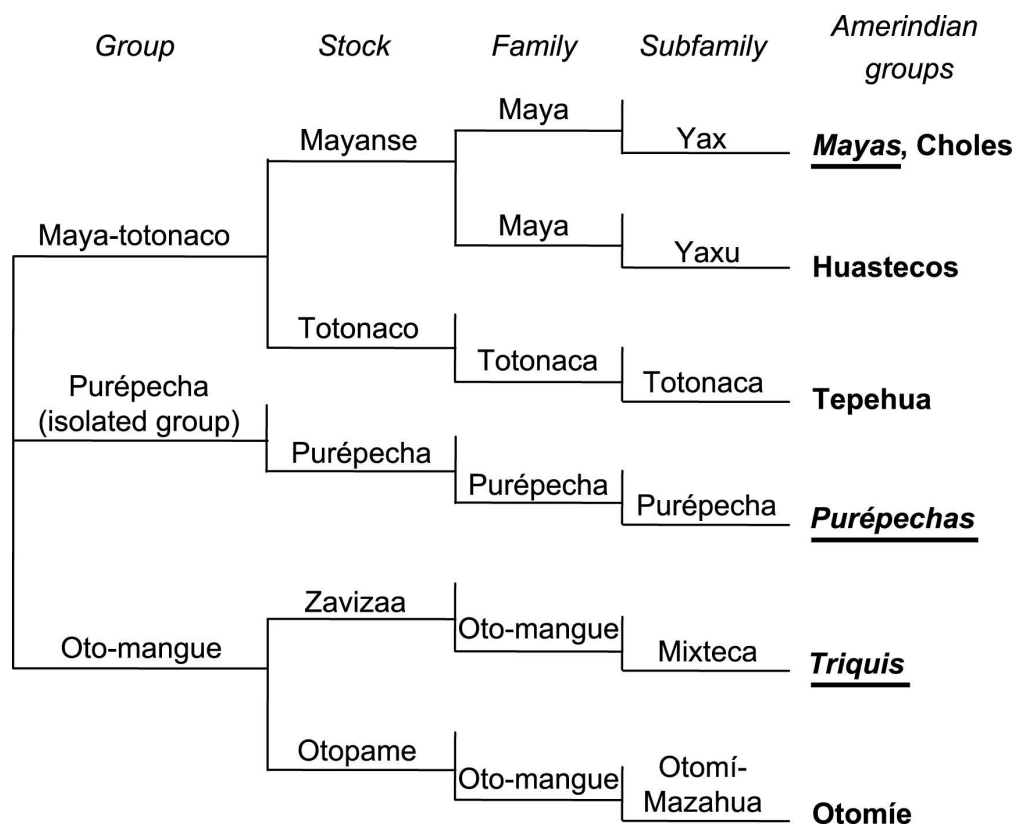 Group Stock Family Subfamily Amerindian
groups
Maya
Mayanse Yax Mayas, Choles
Maya
Maya-totonaco Yaxu Huastecos
Totonaco
Totonaca
Purépecha Totonaca Tepehua
(isolated group)
Purépecha
Purépecha
Purépecha Purépechas
Zavizaa
Oto-mangue
Oto-mangue Mixteca Triquis
Otopame
Oto-mangue Otomí-
Mazahua Otomíe